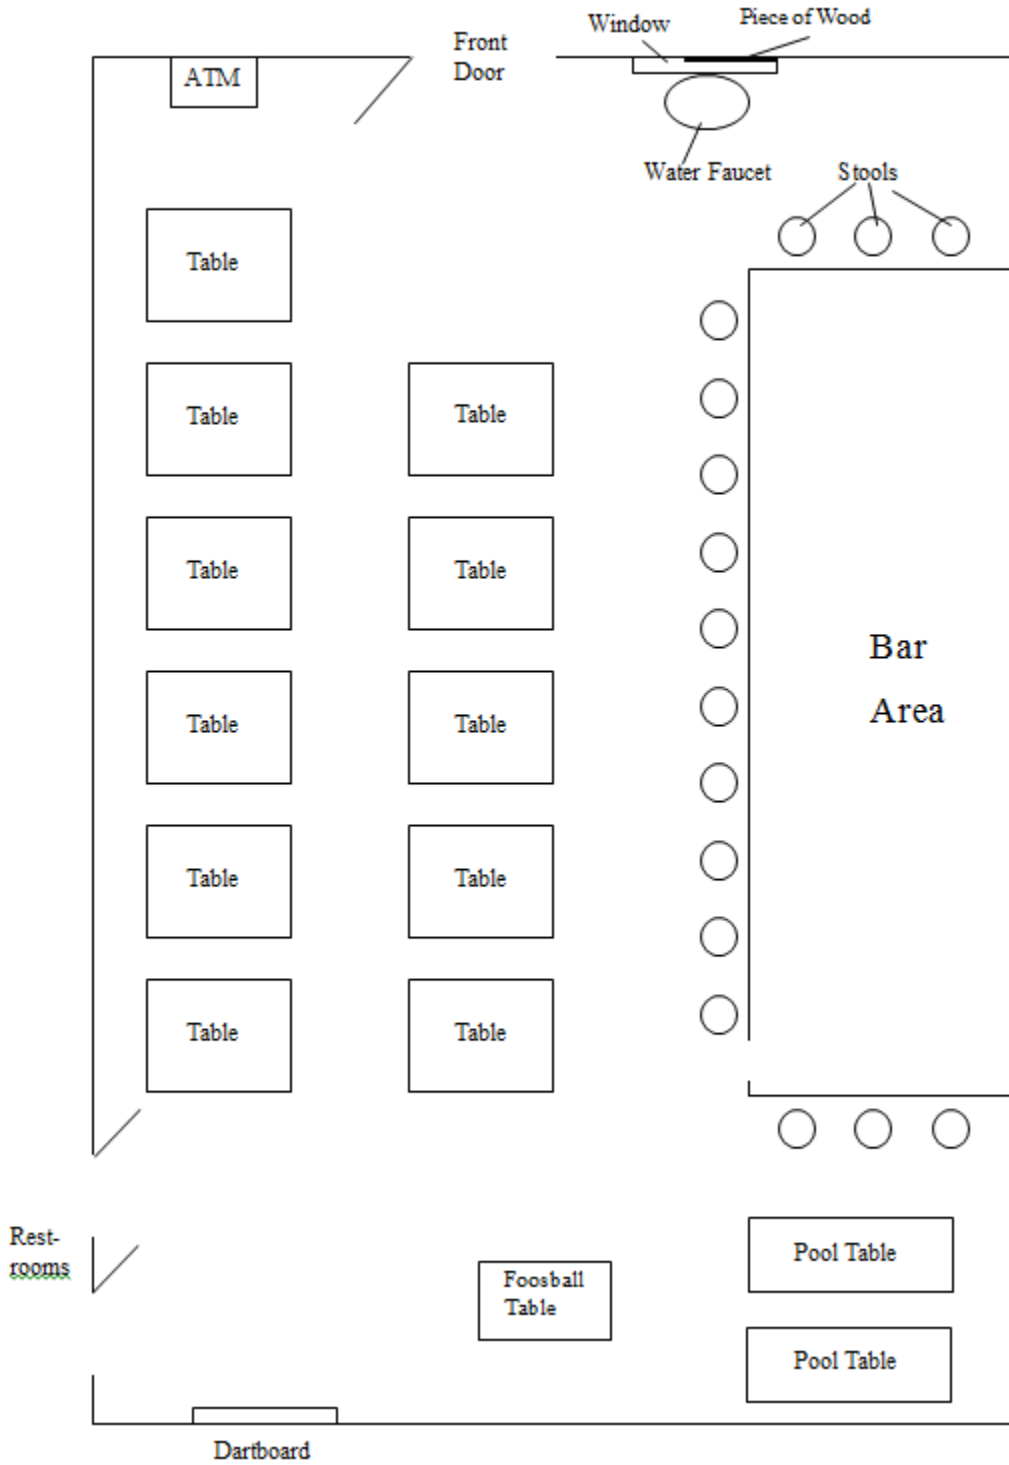 Piece of Wood
Window
Front
Door
ATM
Water Faucet
Stools
Table
Table
Table
Table
Table
Bar
Area
Table
Table
Table
Table
Table
Table
Rest-
rooms
Pool Table
Foosball
Table
Pool Table
Dartboard